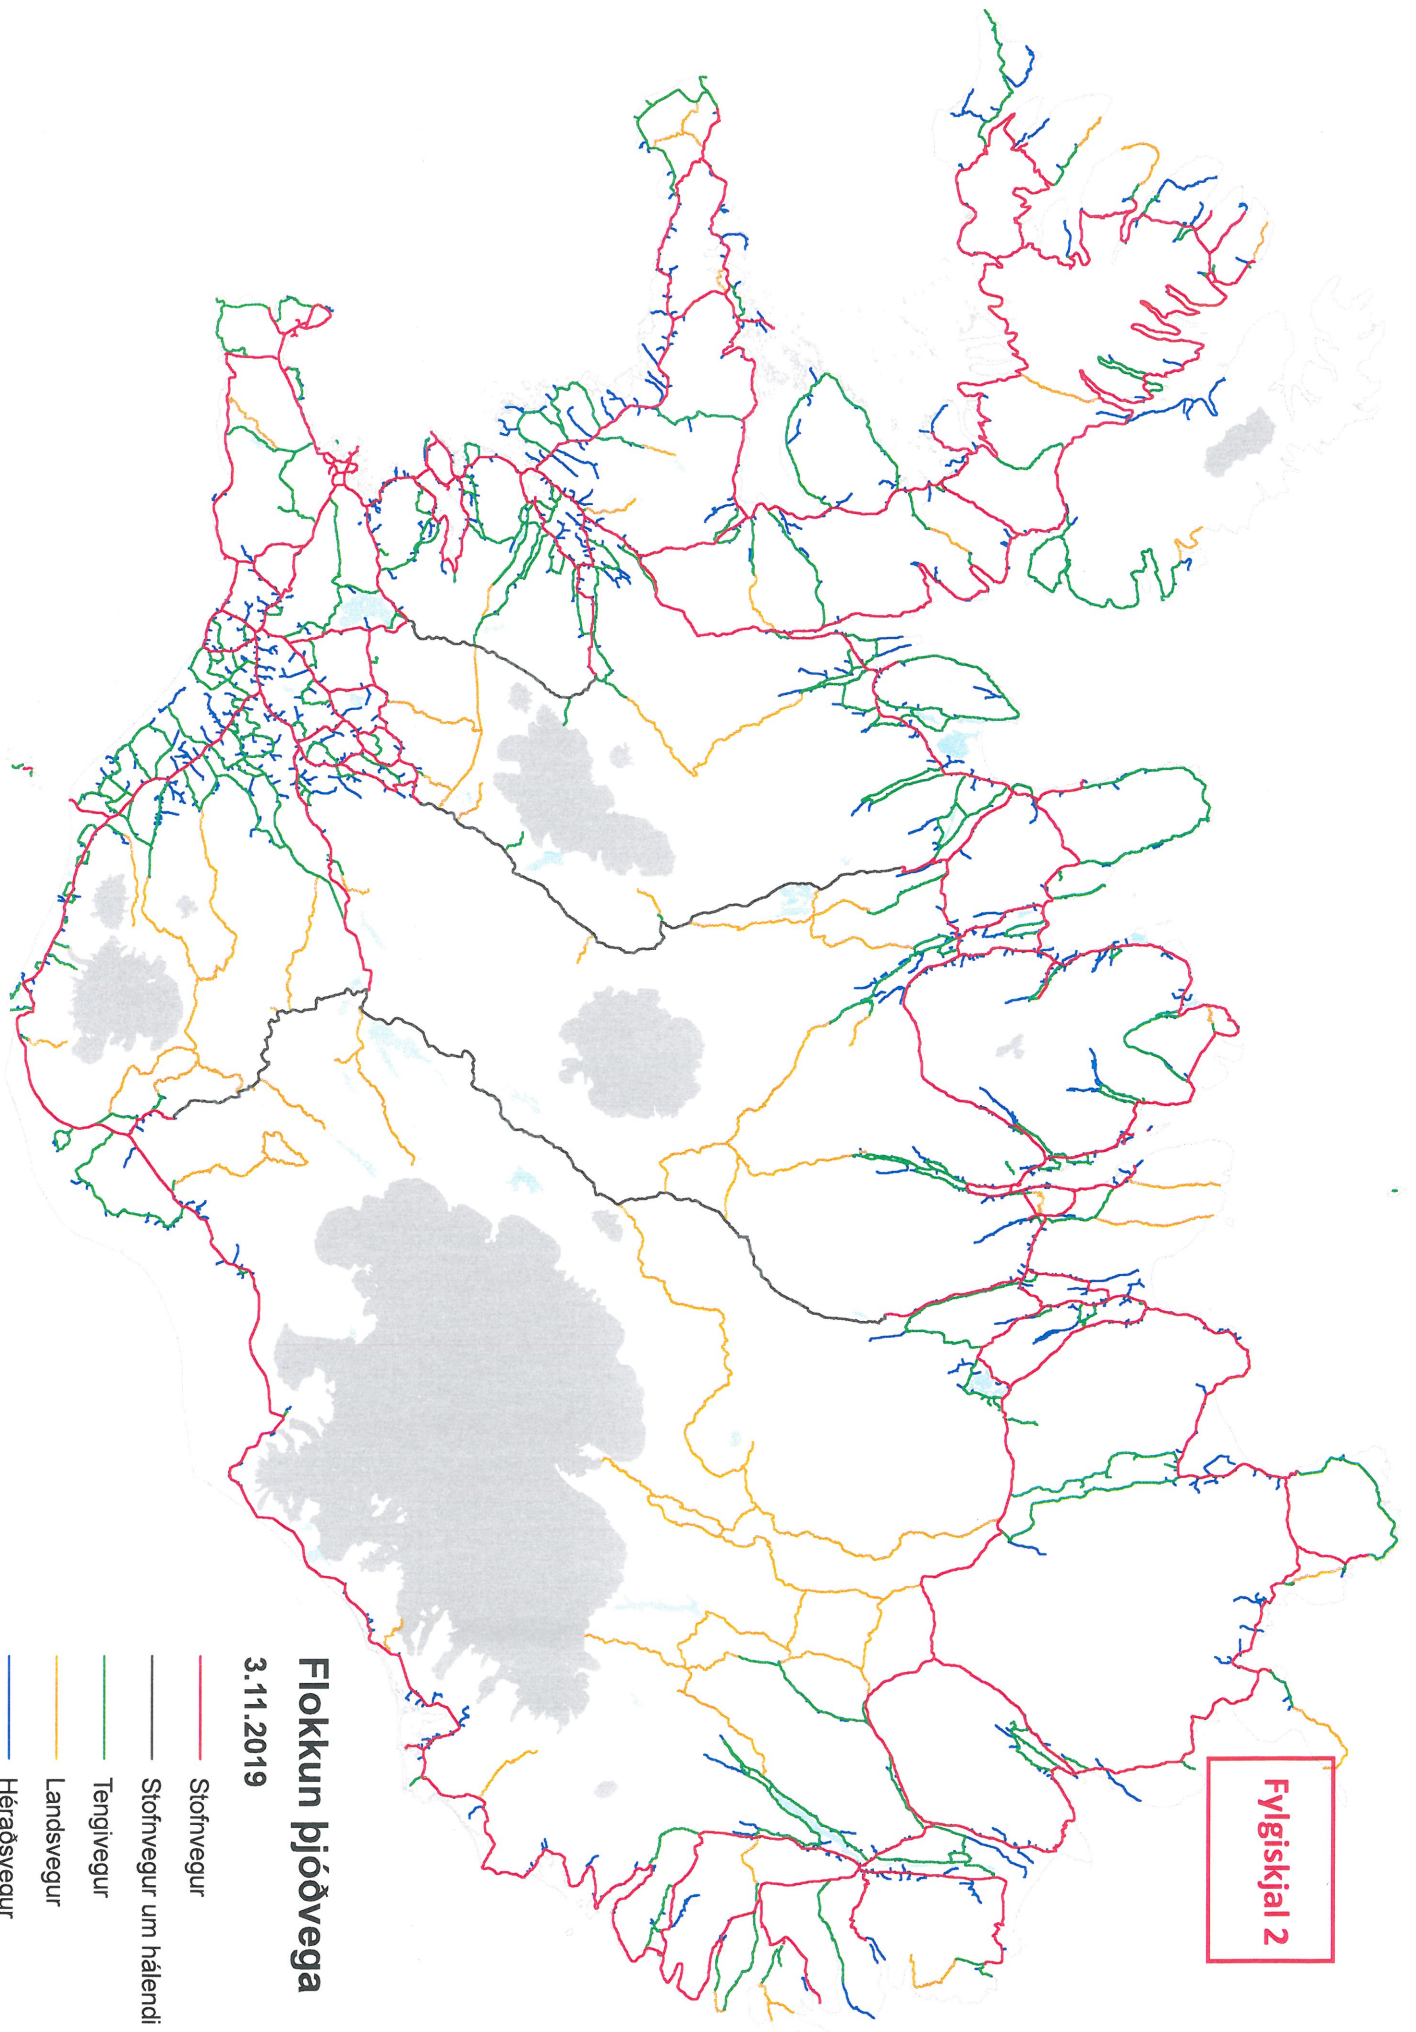 Fylgiskjal 2
Flokkun þjóðvega
3.11.2019
Stofnvegur
Stofnvegur um hálendi
Tengivegur
Landsvegur
Héraðsvegur